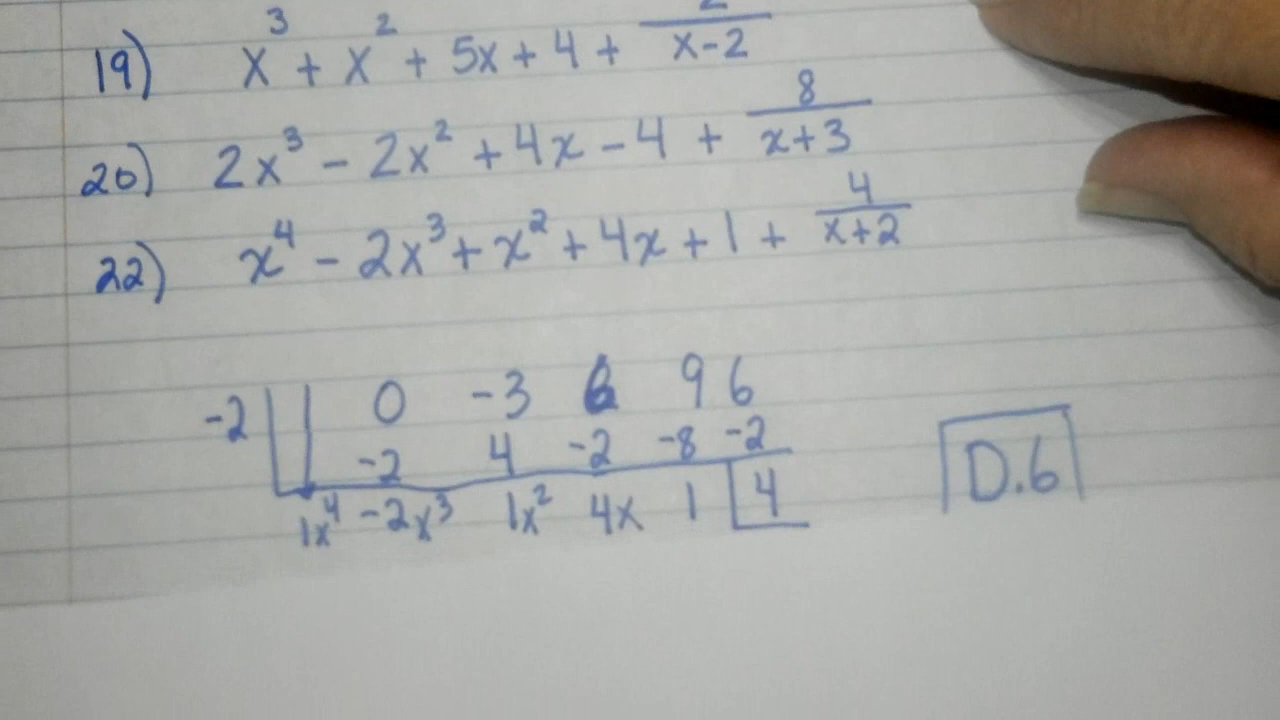 19) x³ + x² + 5x + 4 + 2/(x-2)
20) 2x³ - 2x² + 4x - 4 + 8/(x+3)
22) x⁴ - 2x³ + x² + 4x + 1 + 4/(x+2)
-2 | 1 0 -3 6 9 6
-2 4 -2 -8 -2
1x⁴ -2x³ 1x² 4x 1 | 4
D.6